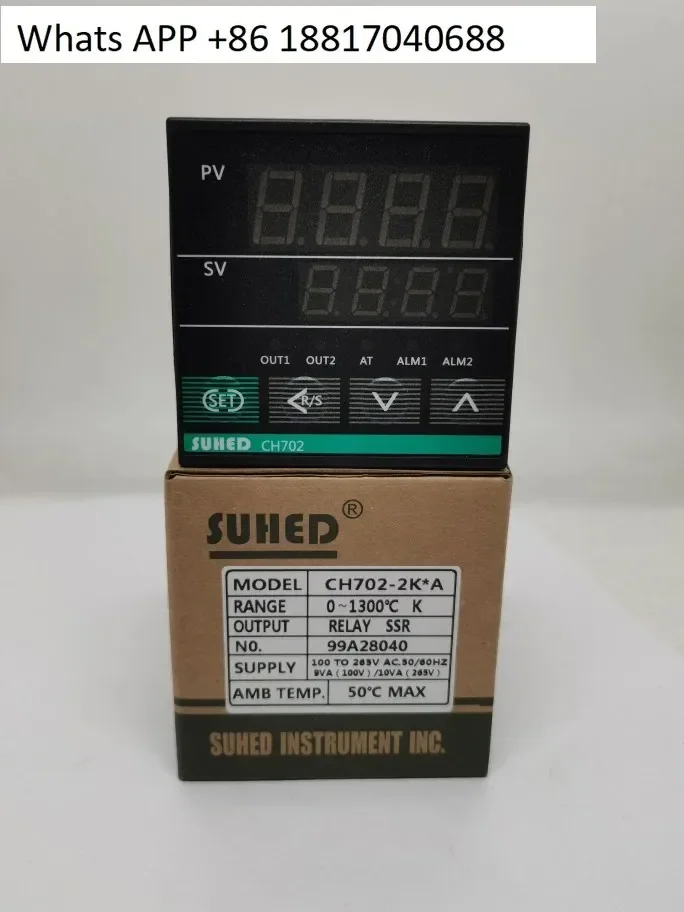 Whats APP +86 18817040688
PV
SV
OUT1 OUT2 AT ALM1 ALM2
SET R/S
SUHED CH702
SUHED®
MODEL CH702-2K*A
RANGE 0~1300℃ K
OUTPUT RELAY SSR
N0. 99A28040
SUPPLY 100 TO 265V AC.50/60HZ
9VA(100V)/10VA(265V)
AMB TEMP. 50℃ MAX
SUHED INSTRUMENT INC.